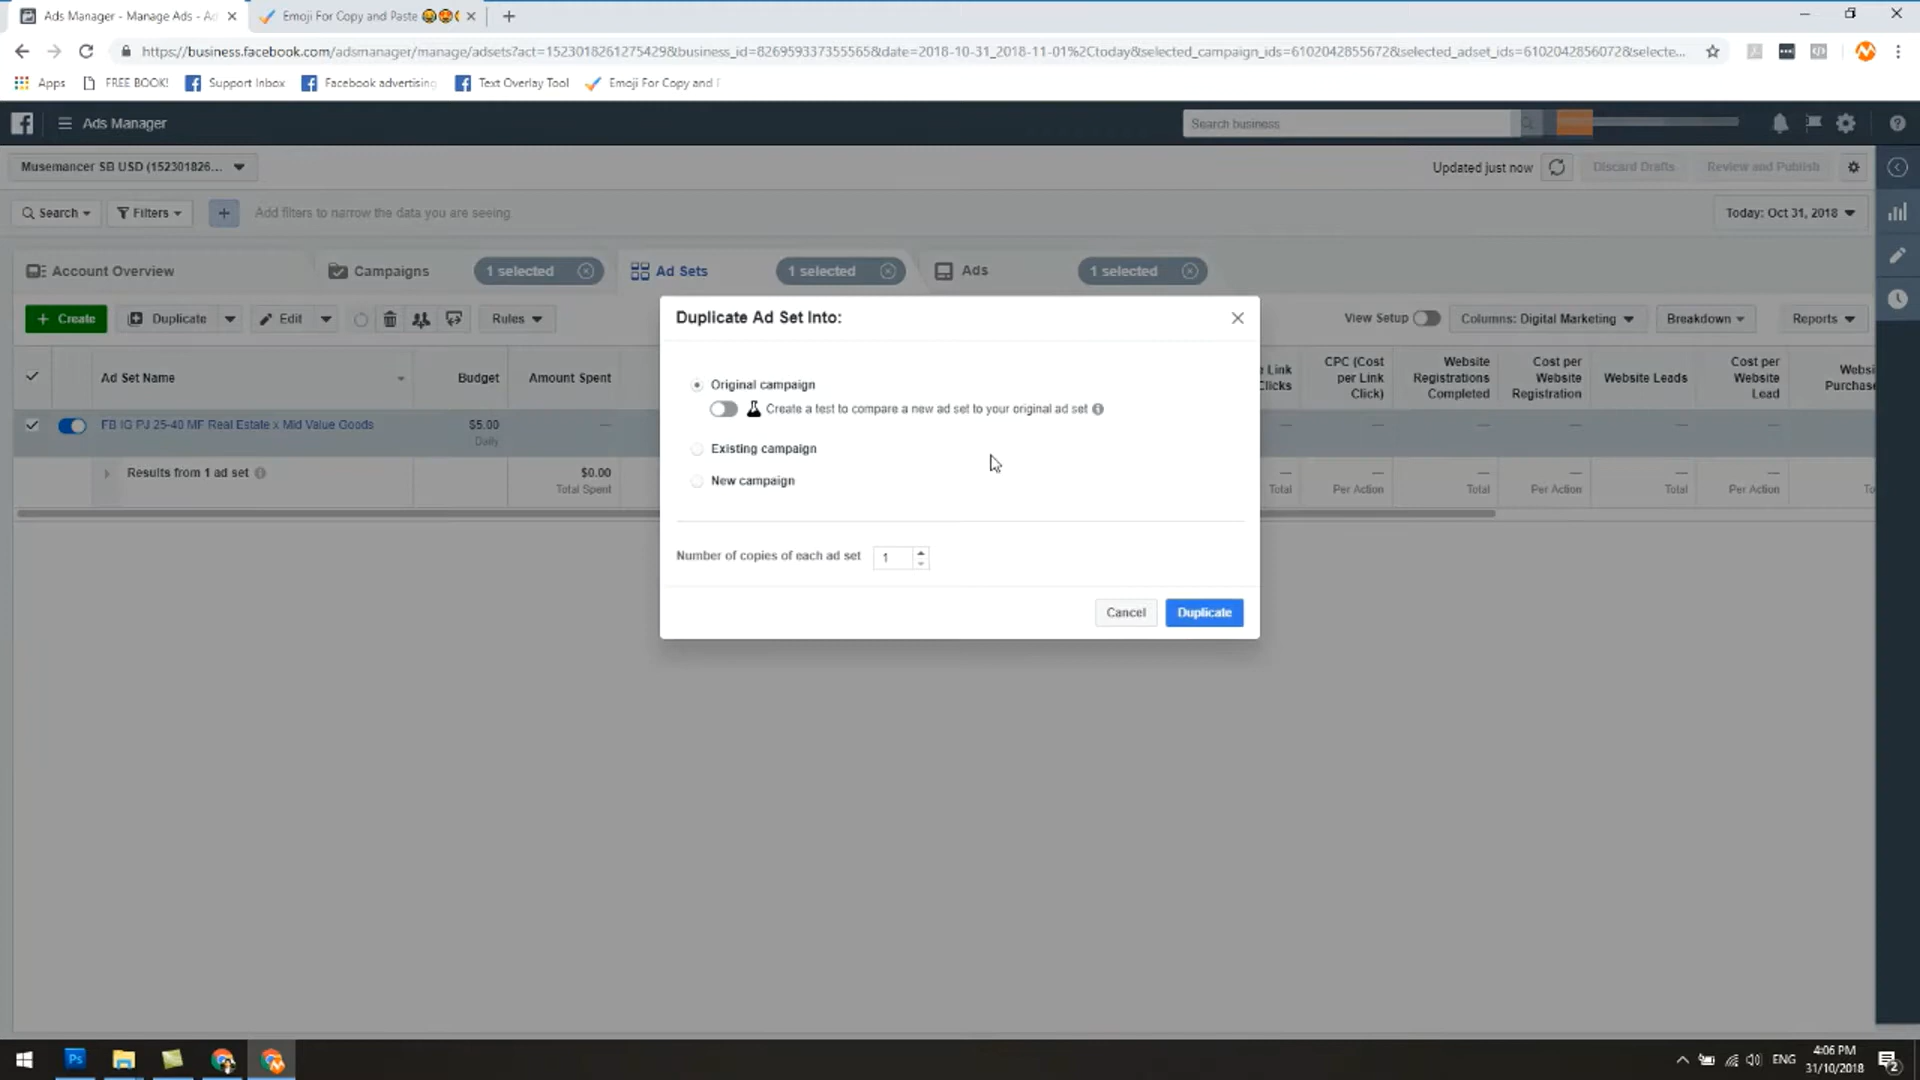 Ads Manager - Manage Ads - Ad
Emoji For Copy and Paste
https://business.facebook.com/adsmanager/manage/adsets?act=152301826127542​9&business_id=826959337355565&date=2018-10-31_2018-11-01%2Ctoday&selected_campaign_ids=6102042855672&selected_adset_ids=6102042856072&selecte...
Apps
FREE BOOK!
Support Inbox
Facebook advertising
Text Overlay Tool
Emoji For Copy and
Ads Manager
Search business
Musemancer SB USD (152301826...
Updated just now
Discard Drafts
Review and Publish
Search
Filters
Add filters to narrow the data you are seeing
Today: Oct 31, 2018
Account Overview
Campaigns
1 selected
Ad Sets
1 selected
Ads
1 selected
+ Create
Duplicate
Edit
Rules
View Setup
Columns: Digital Marketing
Breakdown
Reports
Ad Set Name
Budget
Amount Spent
Link
Clicks
CPC (Cost
per Link
Click)
Website
Registrations
Completed
Cost per
Website
Registration
Website Leads
Cost per
Website
Lead
Websi
Purchase
FB IG PJ 25-40 MF Real Estate x Mid Value Goods
$5.00
Daily
Results from 1 ad set
$0.00
Total Spent
Total
Per Action
Total
Per Action
Total
Per Action
To
Duplicate Ad Set Into:
Original campaign
Create a test to compare a new ad set to your original ad set
Existing campaign
New campaign
Number of copies of each ad set
1
Cancel
Duplicate
Ps
ENG
4:06 PM
31/10/2018
2